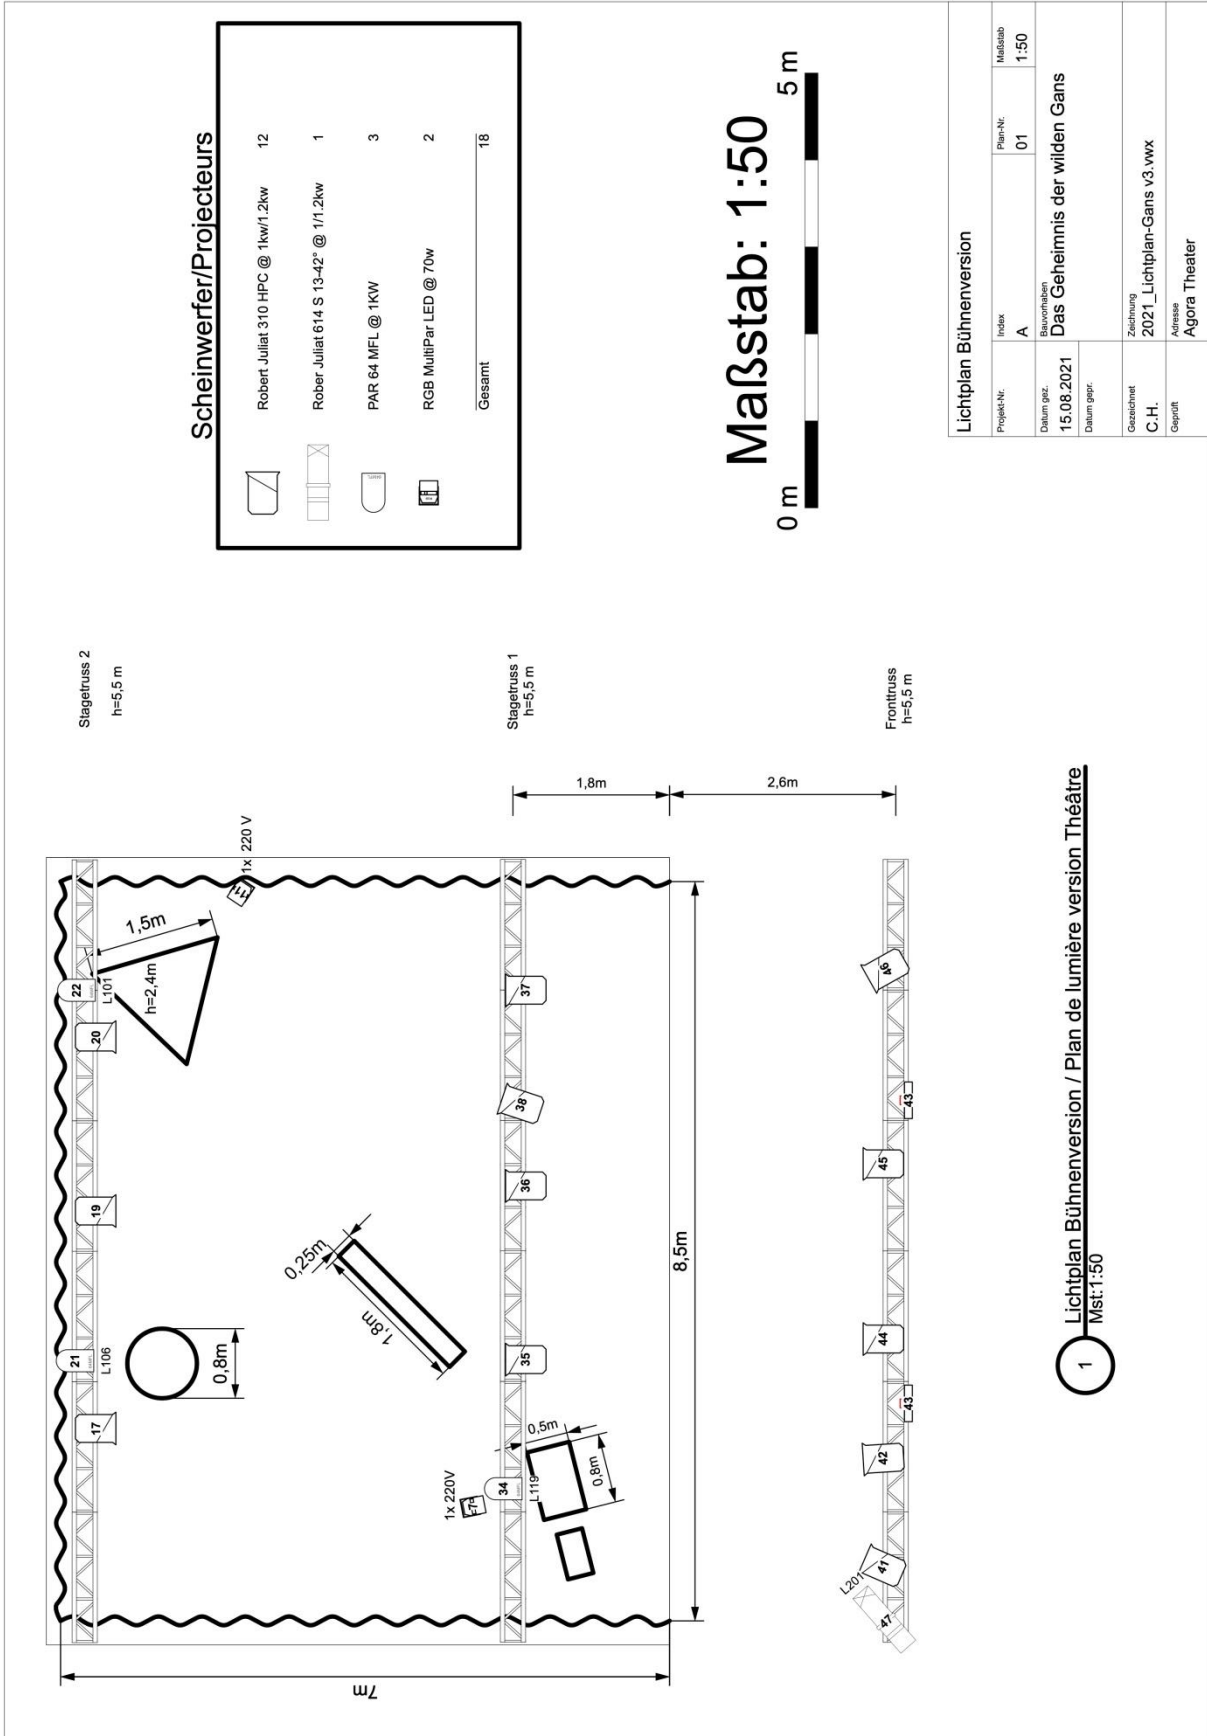 Scheinwerfer/Projecteurs
Robert Juliat 310 HPC @ 1kw/1.2kw 12
Rober Juliat 614 S 13-42° @ 1/1.2kw 1
PAR 64 MFL @ 1KW 3
RGB MultiPar LED @ 70w 2
Gesamt 18
Maßstab: 1:50
0 m 5 m
Lichtplan Bühnenversion
Projekt-Nr. Index Plan-Nr. Maßstab
A 01 1:50
Datum gez. Bauvorhaben
15.08.2021 Das Geheimnis der wilden Gans
Datum gepr.
Gezeichnet Zeichnung
C.H. 2021_Lichtplan-Gans v3.vwx
Geprüft Adresse
Agora Theater
Stagetruss 2
h=5,5 m
Stagetruss 1
h=5,5 m
Fronttruss
h=5,5 m
21
22
L106
L101
17
19
20
1,5m
h=2,4m
1x 220 V
111
0,8m
0,25m
1,8m
1x 220V
34
35
36
38
37
L119
0,5m
0,8m
1,8m
2,6m
8,5m
7m
L201
47
41
42
43
44
45
43
46
1
Lichtplan Bühnenversion / Plan de lumière version Théâtre
Mst:1:50